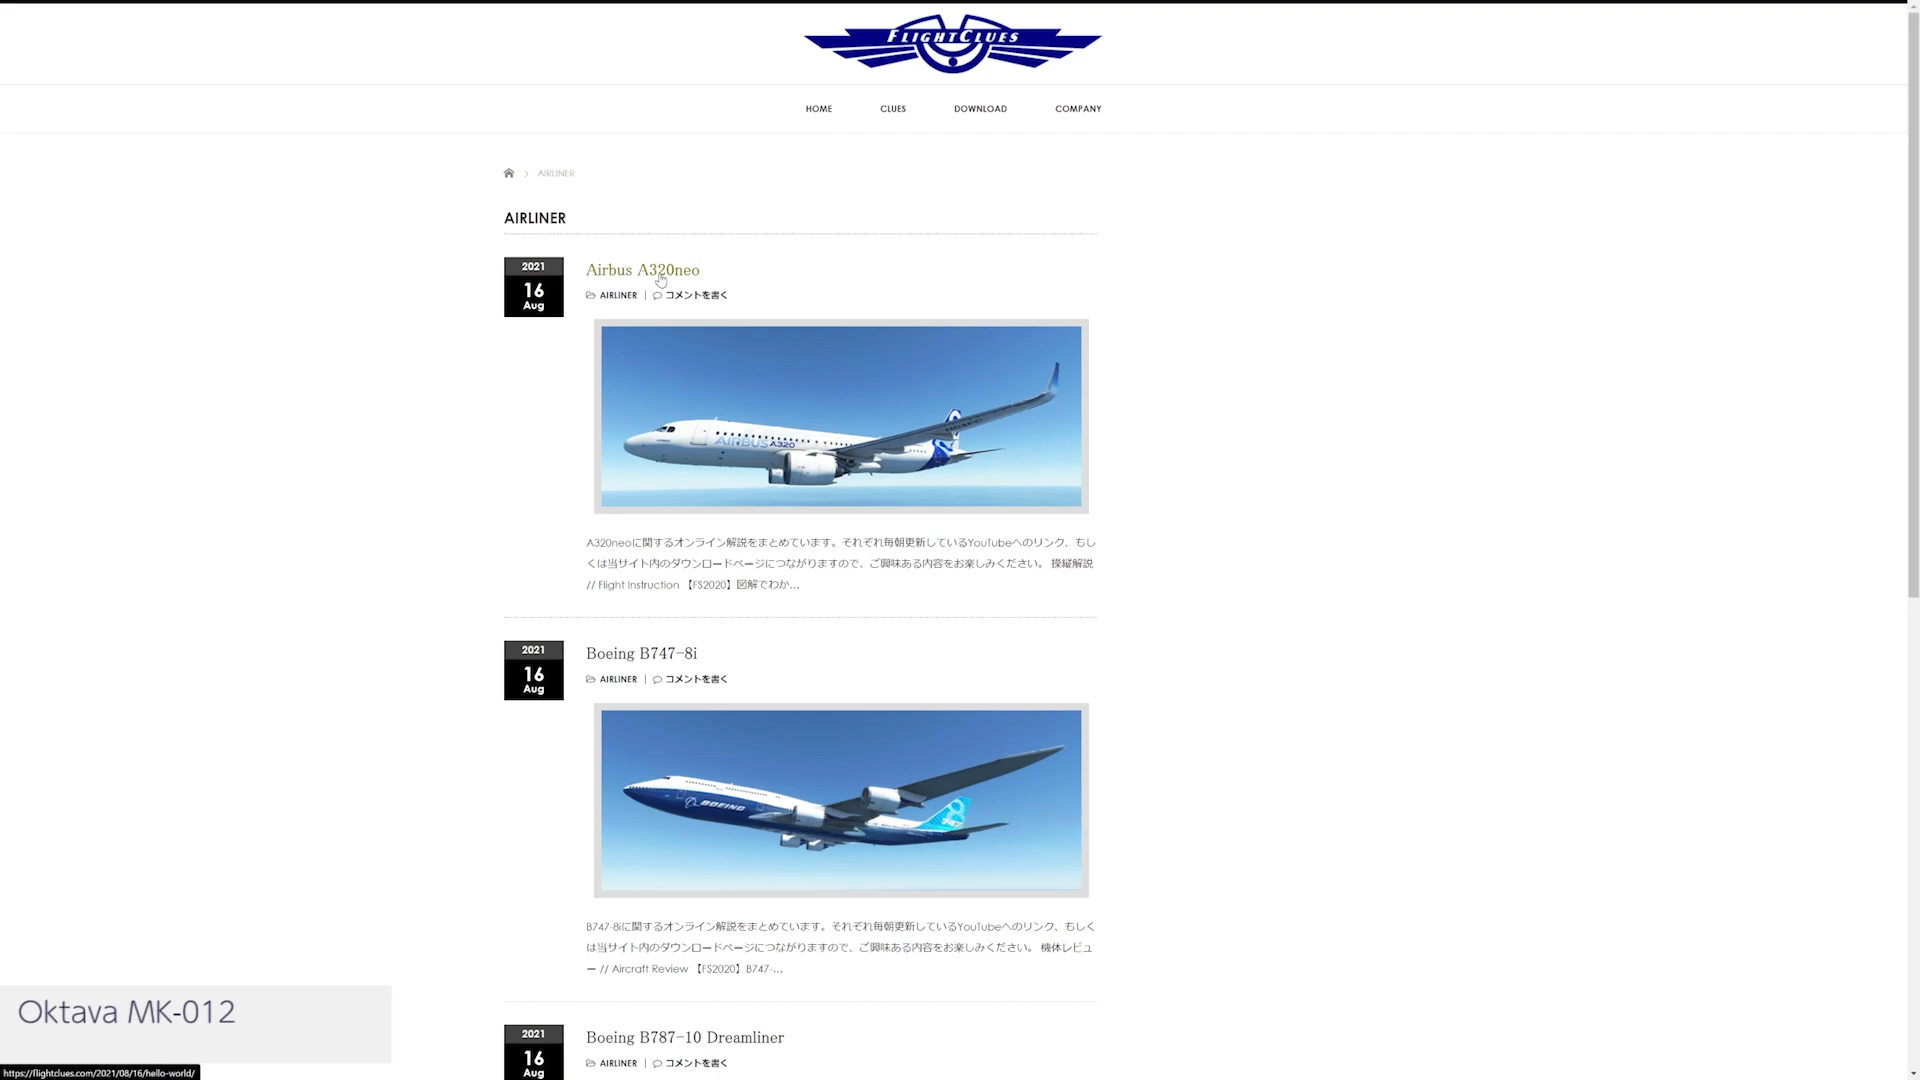 FLIGHTCLUES
HOME CLUES DOWNLOAD COMPANY
AIRLINER
AIRLINER
2021
16
Aug
Airbus A320neo
AIRLINER | コメントを書く
AIRBUS A320
A320neoに関するオンライン解説をまとめています。それぞれ毎朝更新しているYouTubeへのリンク、もし
くは当サイト内のダウンロードページにつながりますので、ご興味ある内容をお楽しみください。 操縦解説
// Flight Instruction 【FS2020】図解でわか...
2021
16
Aug
Boeing B747-8i
AIRLINER | コメントを書く
BOEING
8
B747-8iに関するオンライン解説をまとめています。それぞれ毎朝更新しているYouTubeへのリンク、もしく
は当サイト内のダウンロードページにつながりますので、ご興味ある内容をお楽しみください。 機体レビュ
ー // Aircraft Review 【FS2020】B747-...
2021
16
Aug
Boeing B787-10 Dreamliner
AIRLINER | コメントを書く
Oktava MK-012
https://flightclues.com/2021/08/16/hello-world/